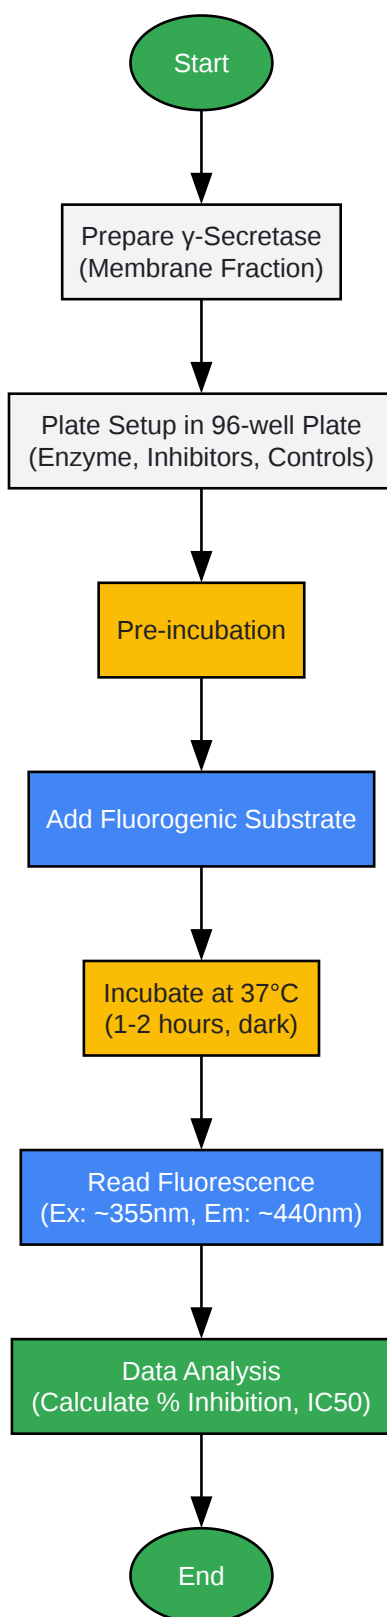 Start
Prepare γ-Secretase
(Membrane Fraction)
Plate Setup in 96-well Plate
(Enzyme, Inhibitors, Controls)
Pre-incubation
Add Fluorogenic Substrate
Incubate at 37°C
(1-2 hours, dark)
Read Fluorescence
(Ex: ~355nm, Em: ~440nm)
Data Analysis
(Calculate % Inhibition, IC50)
End